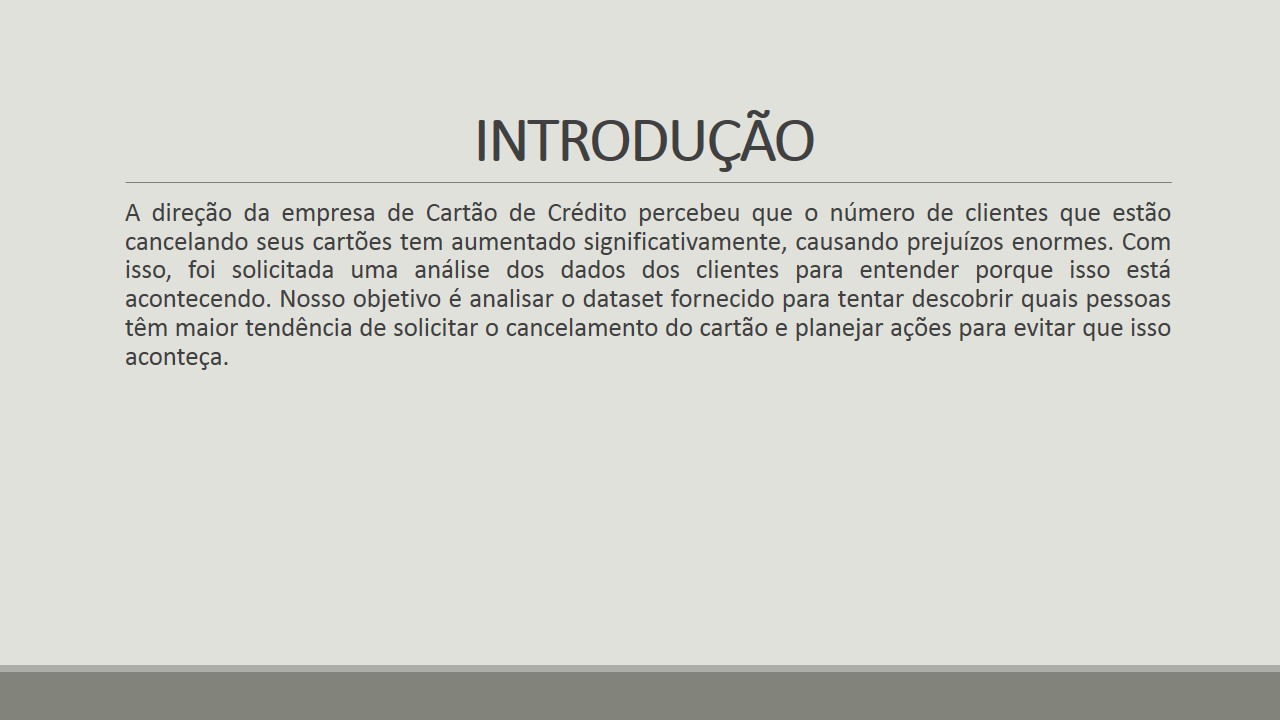 INTRODUÇÃO
A direção da empresa de Cartão de Crédito percebeu que o número de clientes que estão
cancelando seus cartões tem aumentado significativamente, causando prejuízos enormes. Com
isso, foi solicitada uma análise dos dados dos clientes para entender porque isso está
acontecendo. Nosso objetivo é analisar o dataset fornecido para tentar descobrir quais pessoas
têm maior tendência de solicitar o cancelamento do cartão e planejar ações para evitar que isso
aconteça.